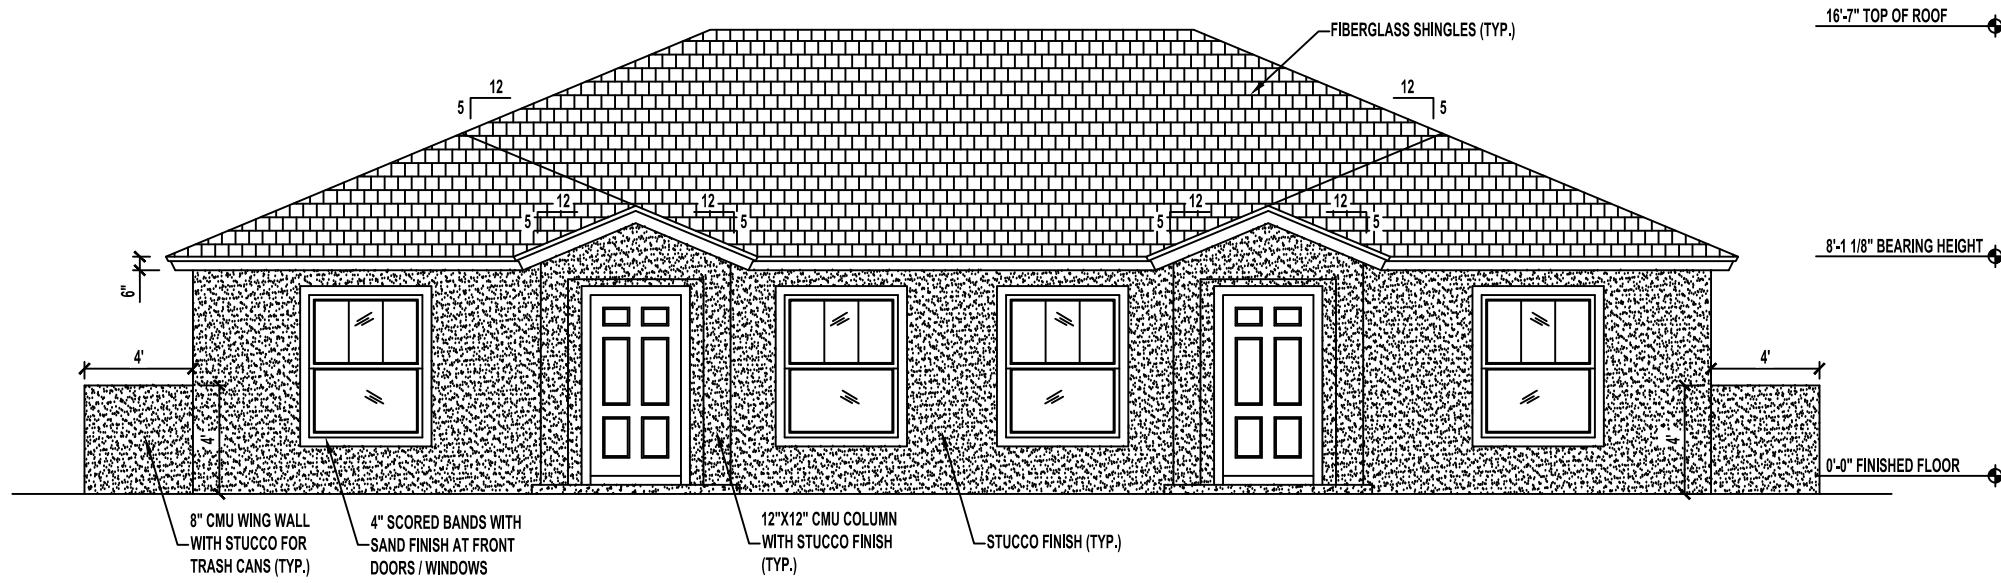 16'-7" TOP OF ROOF
FIBERGLASS SHINGLES (TYP.)
12
5
12
5
12
5
12
5
12
5
12
5
8'-1 1/8" BEARING HEIGHT
6"
4'
4'
4'
4'
0'-0" FINISHED FLOOR
8" CMU WING WALL
WITH STUCCO FOR
TRASH CANS (TYP.)
4" SCORED BANDS WITH
SAND FINISH AT FRONT
DOORS / WINDOWS
12"X12" CMU COLUMN
WITH STUCCO FINISH
(TYP.)
STUCCO FINISH (TYP.)